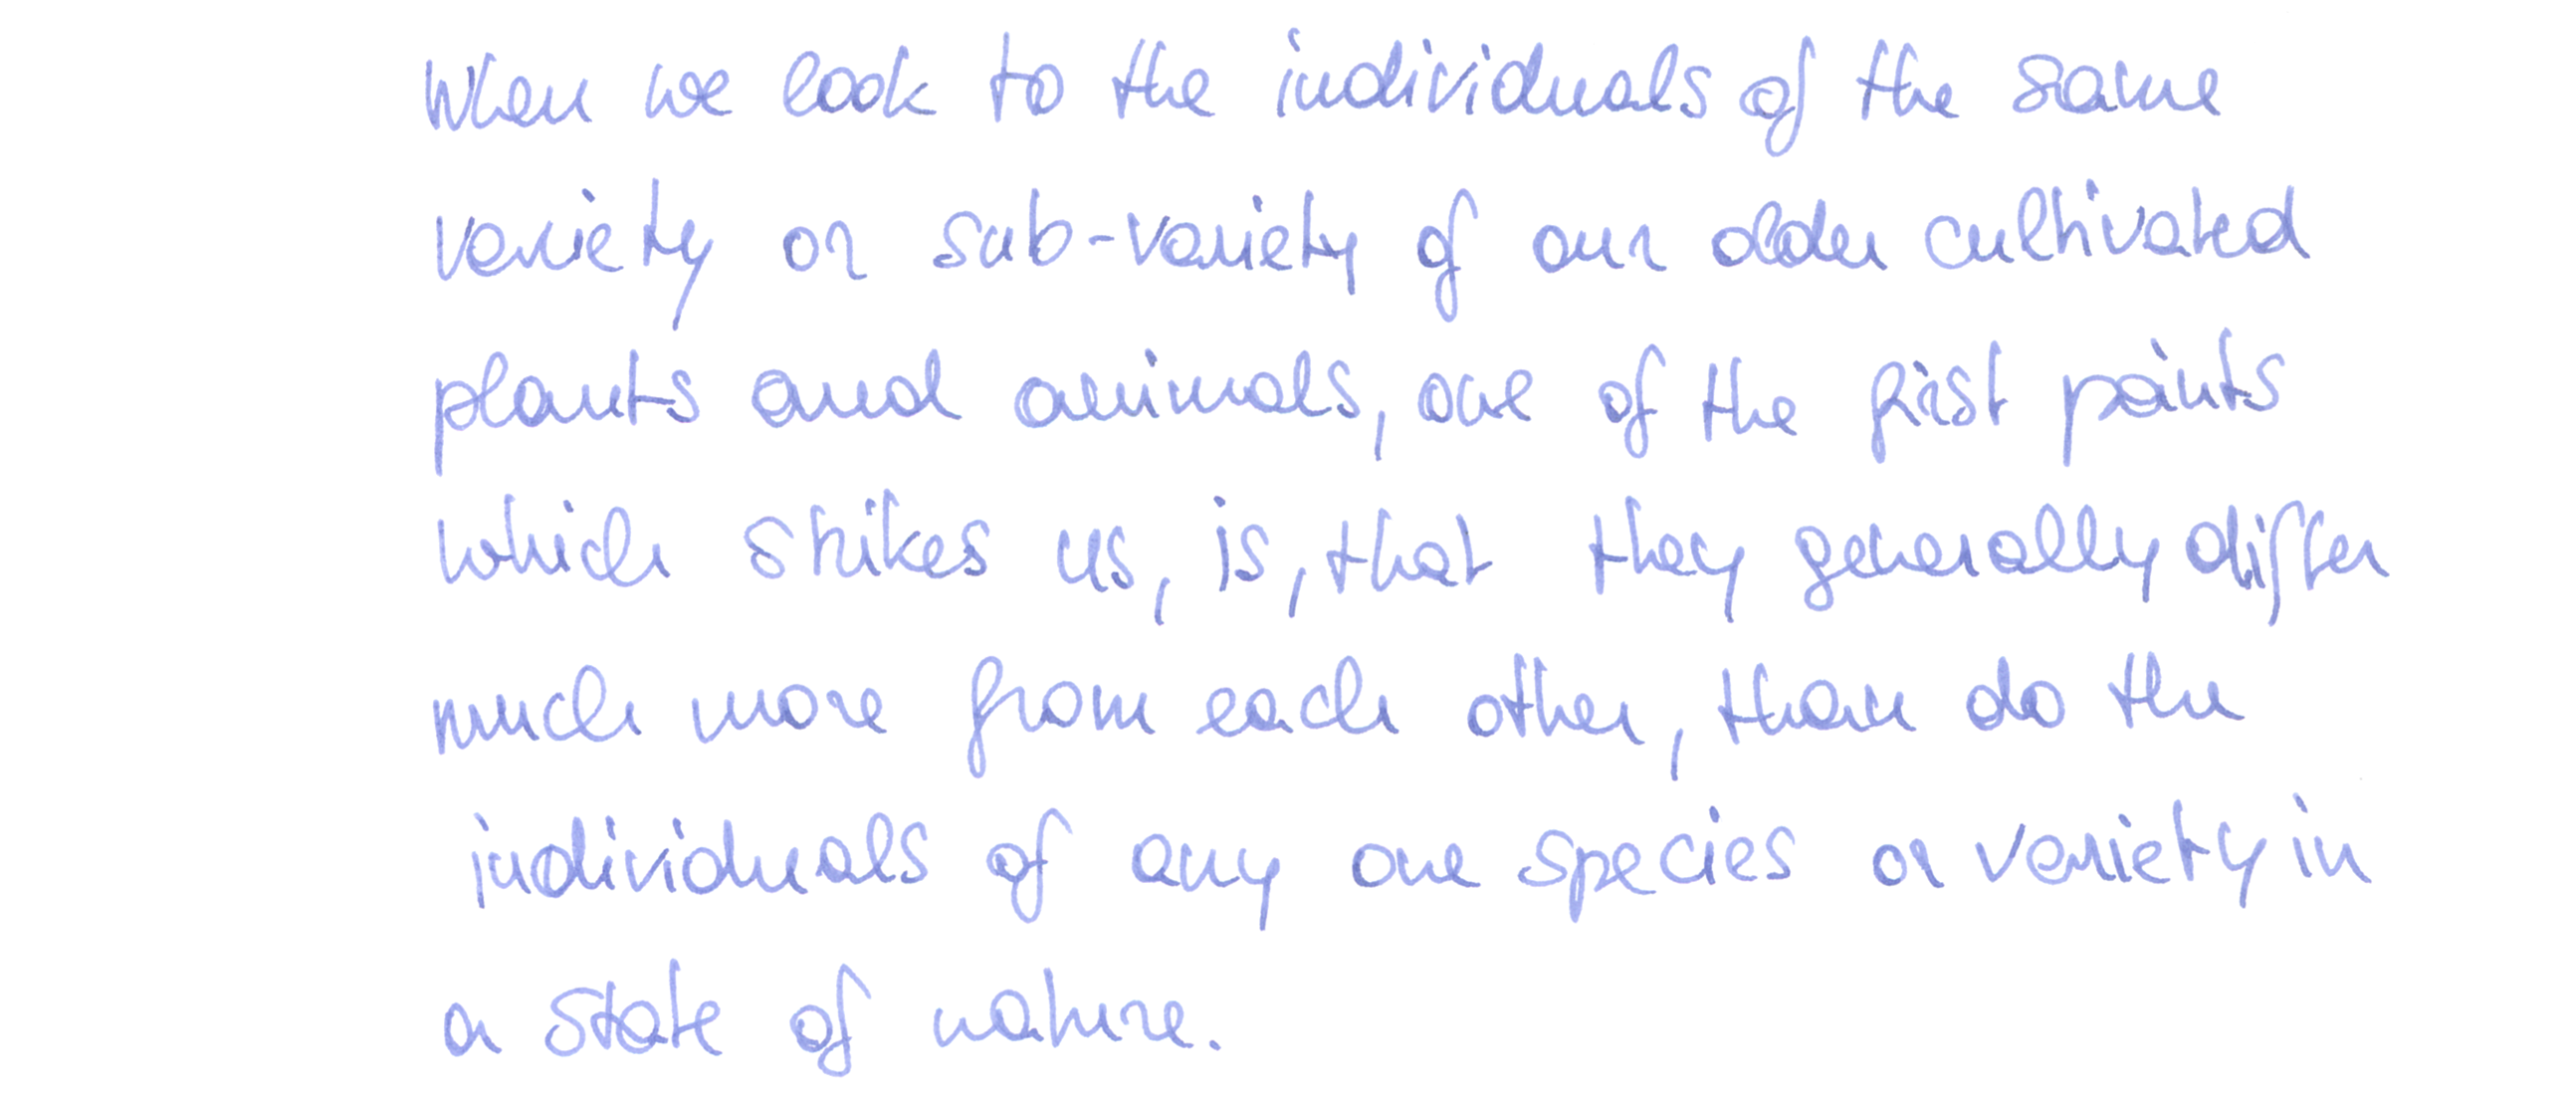 When we look to the individuals of the same
variety or sub-variety of our older cultivated
plants and animals, one of the first points
which strikes us, is, that they generally differ
much more from each other, than do the
individuals of any one species or variety in
a state of nature.